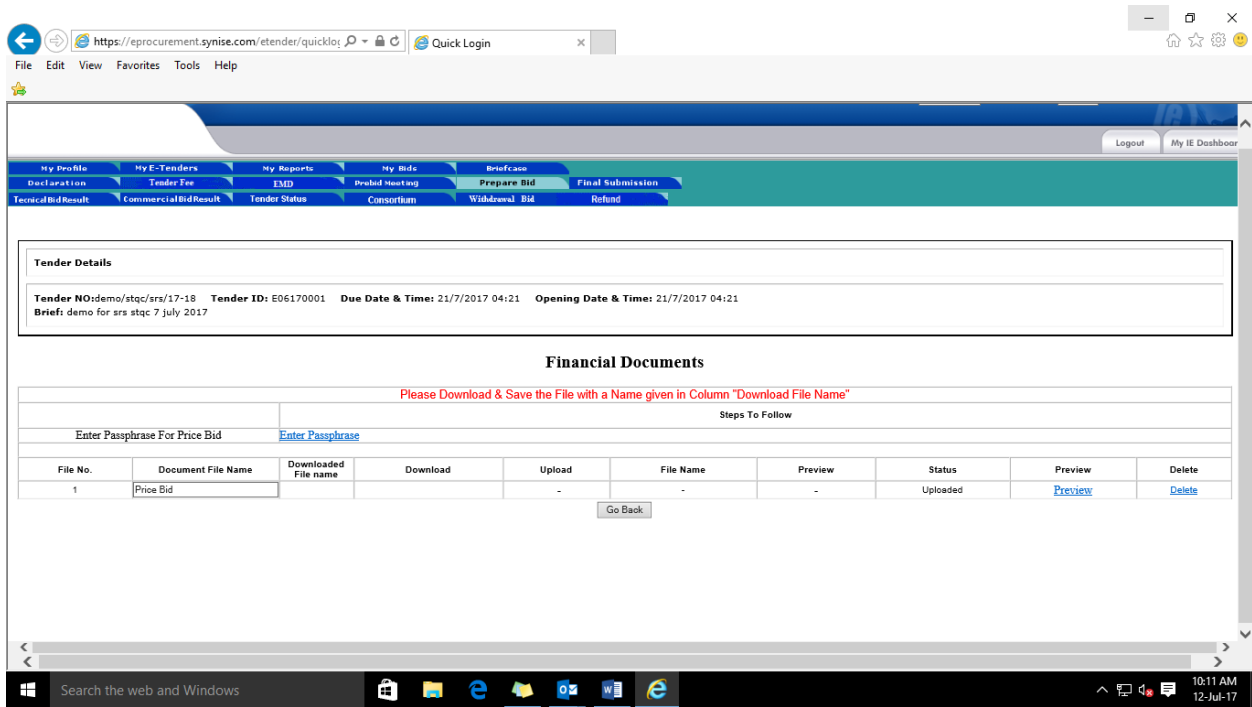 https://eprocurement.synise.com/etender/quicklog
Quick Login
File Edit View Favorites Tools Help
Logout My IE Dashboar
My Profile My E-Tenders My Reports My Bids Briefcase
Declaration Tender Fee EMD Prebid Meeting Prepare Bid Final Submission
Tecnical Bid Result Commercial Bid Result Tender Status Consortium Withdrawal Bid Refund
Tender Details
Tender NO:demo/stqc/srs/17-18 Tender ID: E06170001 Due Date & Time: 21/7/2017 04:21 Opening Date & Time: 21/7/2017 04:21
Brief: demo for srs stqc 7 july 2017
Financial Documents
Please Download & Save the File with a Name given in Column "Download File Name"
Steps To Follow
Enter Passphrase For Price Bid Enter Passphrase
File No. Document File Name Downloaded File name Download Upload File Name Preview Status Preview Delete
1 Price Bid - - - Uploaded Preview Delete
Go Back
Search the web and Windows
10:11 AM
12-Jul-17